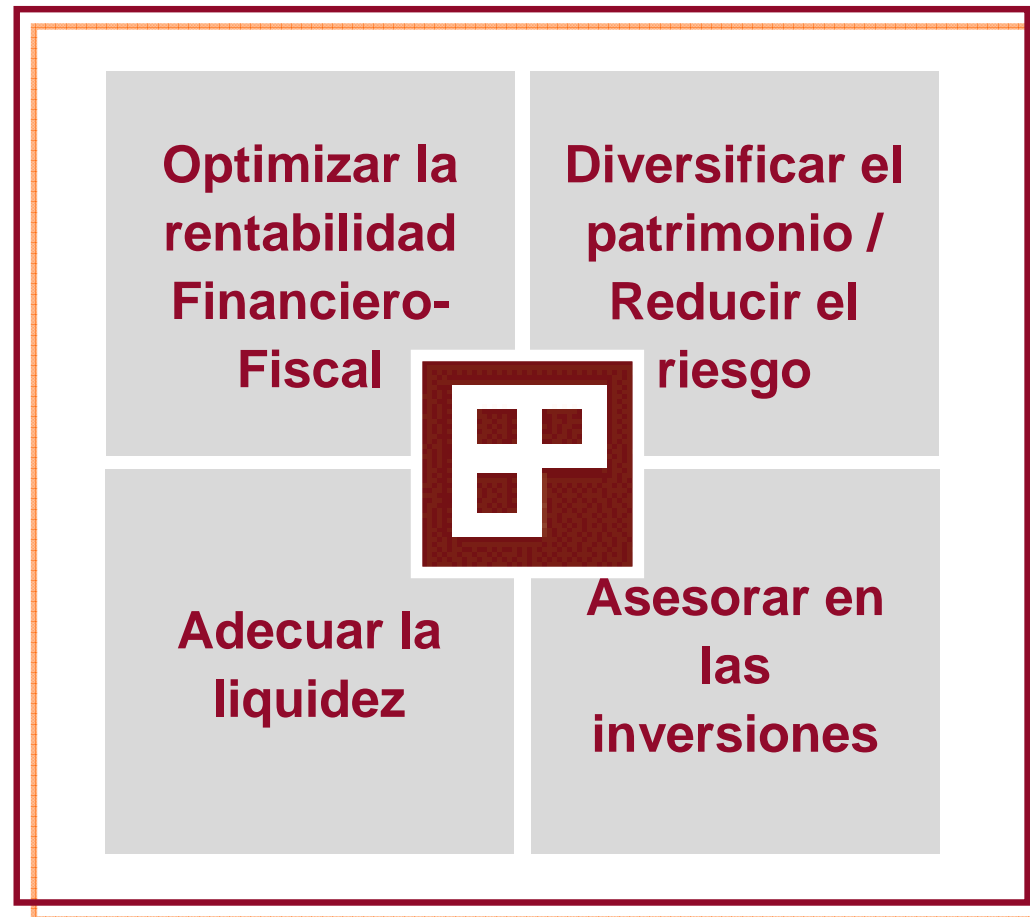 Optimizar la
rentabilidad
Financiero-
Fiscal
Diversificar el
patrimonio /
Reducir el
riesgo
Adecuar la
liquidez
Asesorar en
las
inversiones